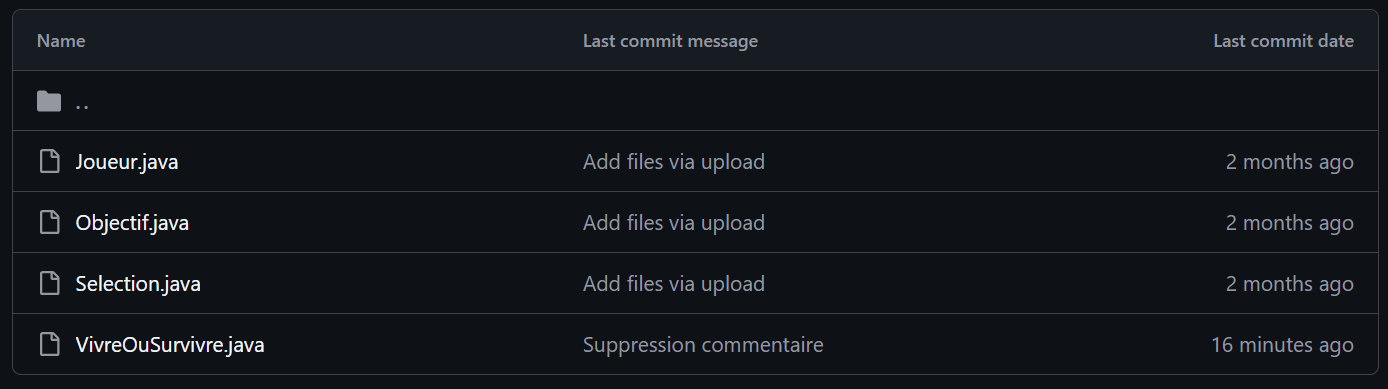 Name Last commit message Last commit date
..
Joueur.java Add files via upload 2 months ago
Objectif.java Add files via upload 2 months ago
Selection.java Add files via upload 2 months ago
VivreOuSurvivre.java Suppression commentaire 16 minutes ago